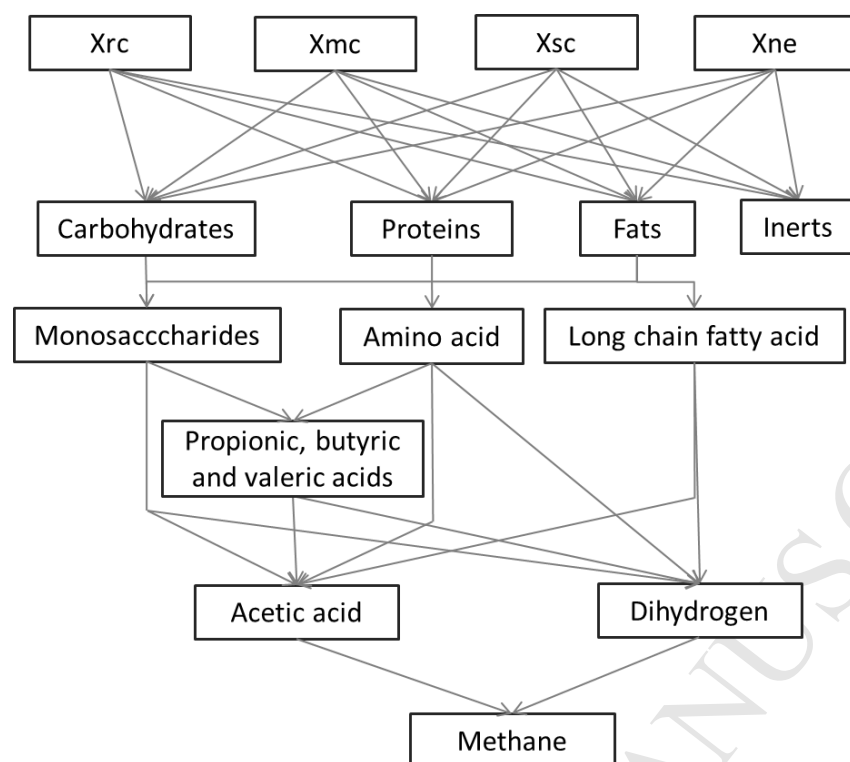 Xrc
Xmc
Xsc
Xne
Carbohydrates
Proteins
Fats
Inerts
Monosacccharides
Amino acid
Long chain fatty acid
Propionic, butyric
and valeric acids
Acetic acid
Dihydrogen
Methane
ANUSC